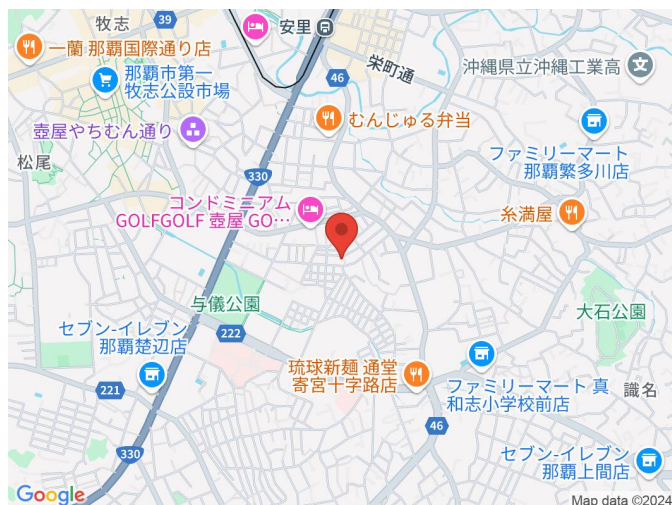 牧志
39
安里
一蘭 那覇国際通り店
46
栄町通
沖縄県立沖縄工業高
那覇市第一
牧志公設市場
むんじゅる弁当
壺屋やちむん通り
ファミリーマート
那覇繁多川店
松尾
330
コンドミニアム
GOLFGOLF 壺屋 GO…
糸満屋
与儀公園
大石公園
セブン-イレブン
那覇楚辺店
222
琉球新麺 通堂
寄宮十字路店
ファミリーマート 真
和志小学校前店
221
識名
46
330
セブン-イレブン
那覇上間店
Google
Map data ©2024